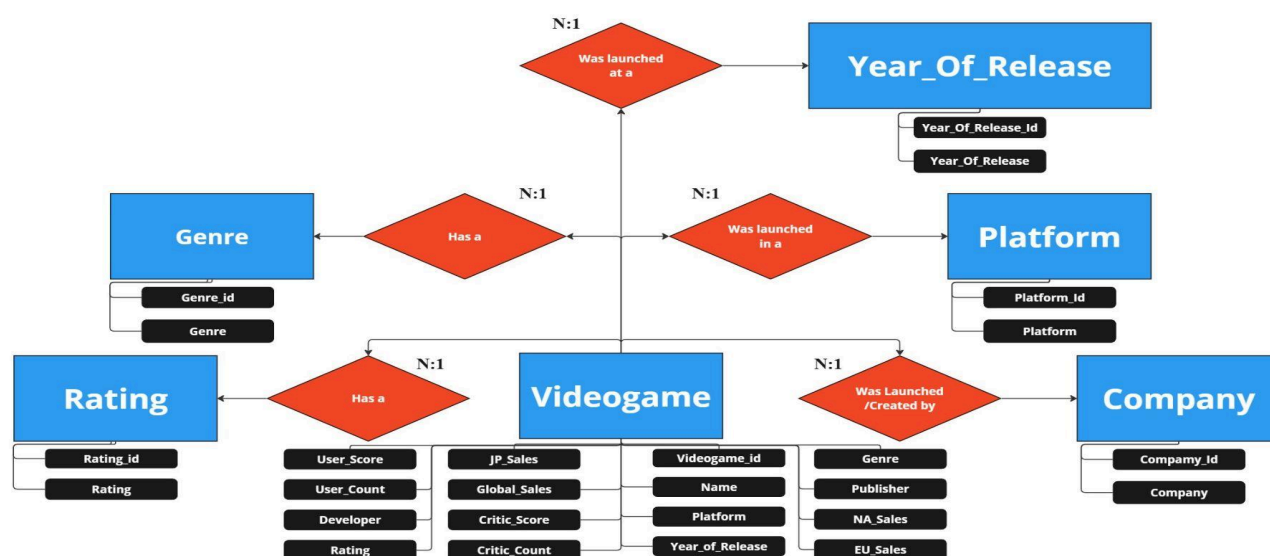 N:1
Was launched
at a
Year_Of_Release
Year_Of_Release_Id
Year_Of_Release
N:1
N:1
Genre
Has a
Was launched
in a
Platform
Genre_id
Genre
Platform_Id
Platform
N:1
N:1
Rating
Has a
Videogame
Was Launched
/Created by
Company
Rating_id
Rating
User_Score
JP_Sales
Videogame_id
Genre
Compamy_Id
User_Count
Global_Sales
Name
Publisher
Company
Developer
Critic_Score
Platform
NA_Sales
Rating
Critic_Count
Year_of_Release
EU_Sales